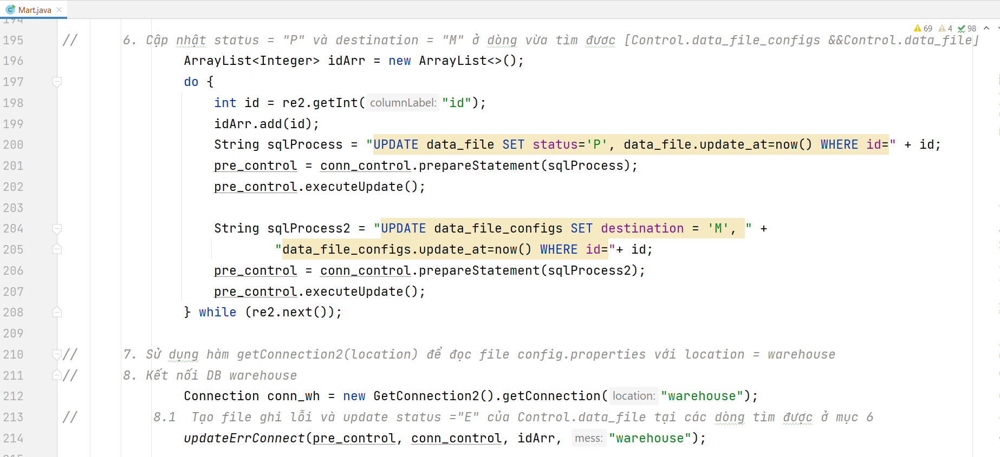 Mart.java
194
69 4 98
195 // 6. Cập nhật status = "P" và destination = "M" ở dòng vừa tìm đươc [Control.data_file_configs &&Control.data_file]
196 ArrayList<Integer> idArr = new ArrayList<>();
197 do {
198 int id = re2.getInt( columnLabel: "id");
199 idArr.add(id);
200 String sqlProcess = "UPDATE data_file SET status='P', data_file.update_at=now() WHERE id=" + id;
201 pre_control = conn_control.prepareStatement(sqlProcess);
202 pre_control.executeUpdate();
203
204 String sqlProcess2 = "UPDATE data_file_configs SET destination = 'M', " +
205 "data_file_configs.update_at=now() WHERE id="+ id;
206 pre_control = conn_control.prepareStatement(sqlProcess2);
207 pre_control.executeUpdate();
208 } while (re2.next());
209
210 // 7. Sử dụng hàm getConnection2(location) để đọc file config.properties với location = warehouse
211 // 8. Kết nối DB warehouse
212 Connection conn_wh = new GetConnection2().getConnection( location: "warehouse");
213 // 8.1 Tạo file ghi lỗi và update status ="E" của Control.data_file tại các dòng tìm được ở mục 6
214 updateErrConnect(pre_control, conn_control, idArr, mess: "warehouse");
215